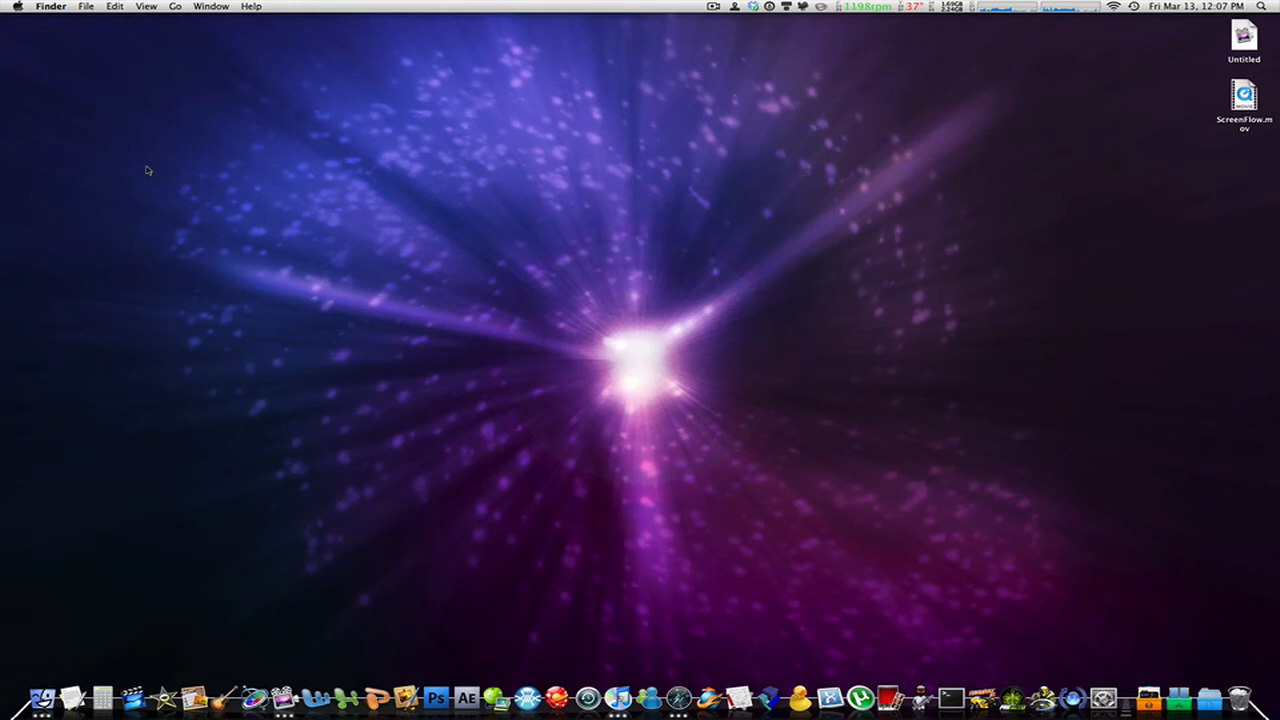 Finder File Edit View Go Window Help 1198rpm 37° Fri Mar 13, 12:07 PM
Untitled
MOVIE
ScreenFlow.m
ov
PS AE